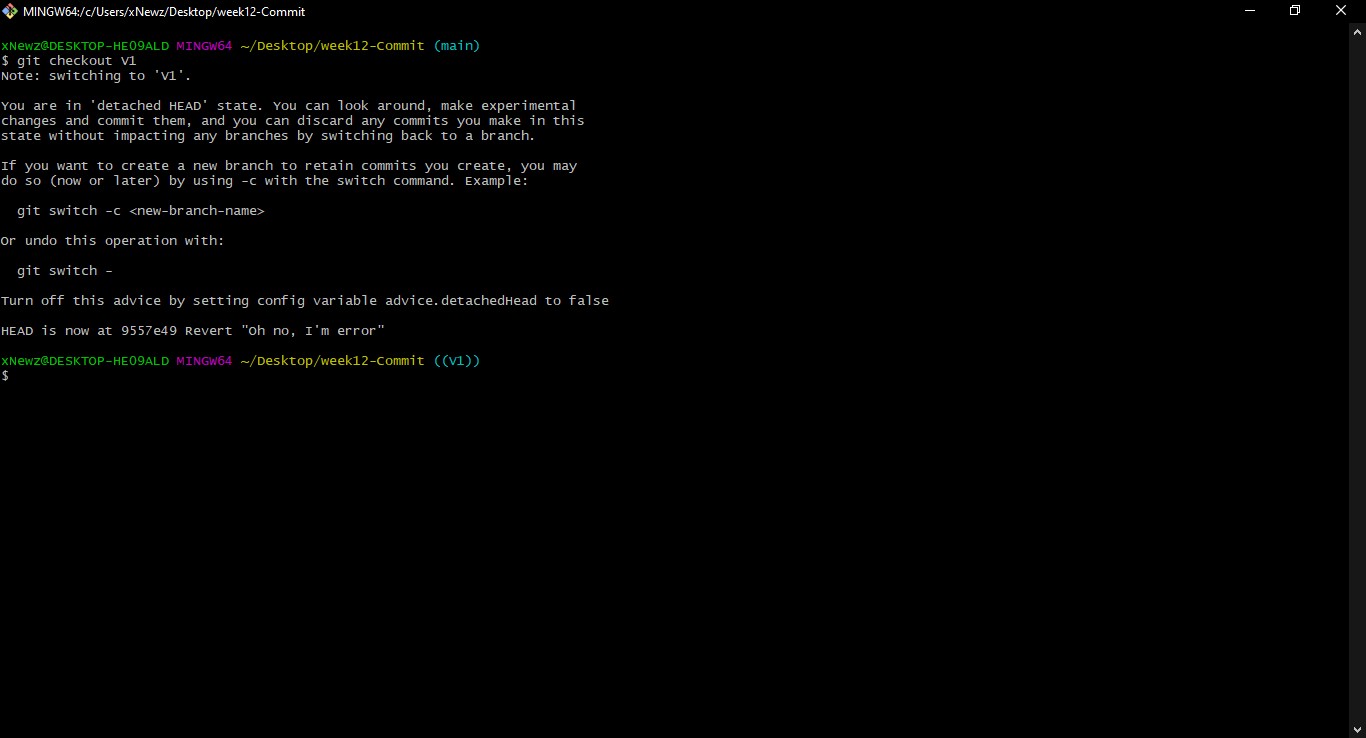 MINGW64:/c/Users/xNewz/Desktop/week12-Commit
xNewz@DESKTOP-HE09ALD MINGW64 ~/Desktop/week12-Commit (main)
$ git checkout V1
Note: switching to 'V1'.
You are in 'detached HEAD' state. You can look around, make experimental
changes and commit them, and you can discard any commits you make in this
state without impacting any branches by switching back to a branch.
If you want to create a new branch to retain commits you create, you may
do so (now or later) by using -c with the switch command. Example:
git switch -c <new-branch-name>
Or undo this operation with:
git switch -
Turn off this advice by setting config variable advice.detachedHead to false
HEAD is now at 9557e49 Revert "Oh no, I'm error"
xNewz@DESKTOP-HE09ALD MINGW64 ~/Desktop/week12-Commit ((V1))
$